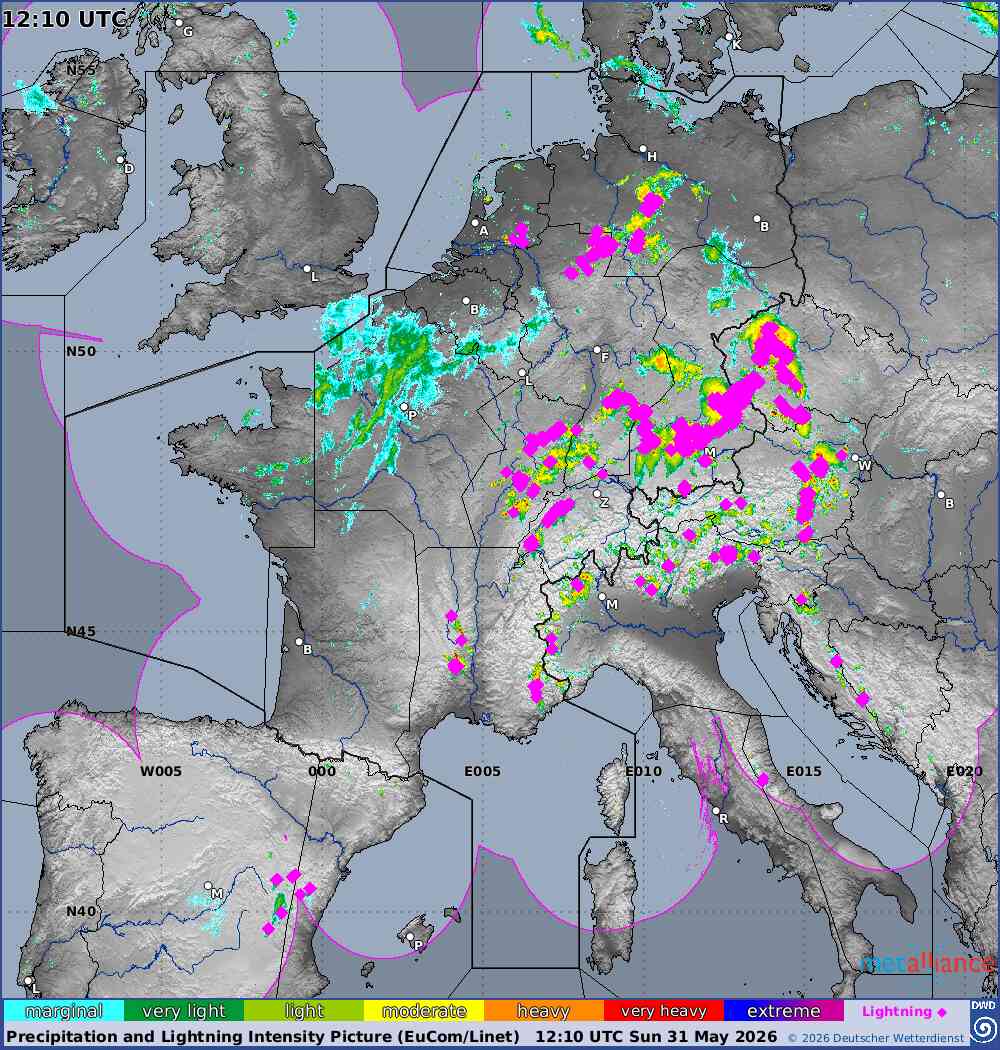 12:10 UTC
G
K
N55
D
H
A
B
L
B
N50
F
L
P
M
W
Z
B
M
N45
B
W005
000
E005
E010
E015
E020
R
M
N40
P
L
metalliance
marginal
very light
light
moderate
heavy
very heavy
extreme
Lightning
DWD
Precipitation and Lightning Intensity Picture (EuCom/Linet) 12:10 UTC Sun 31 May 2026 © 2026 Deutscher Wetterdienst